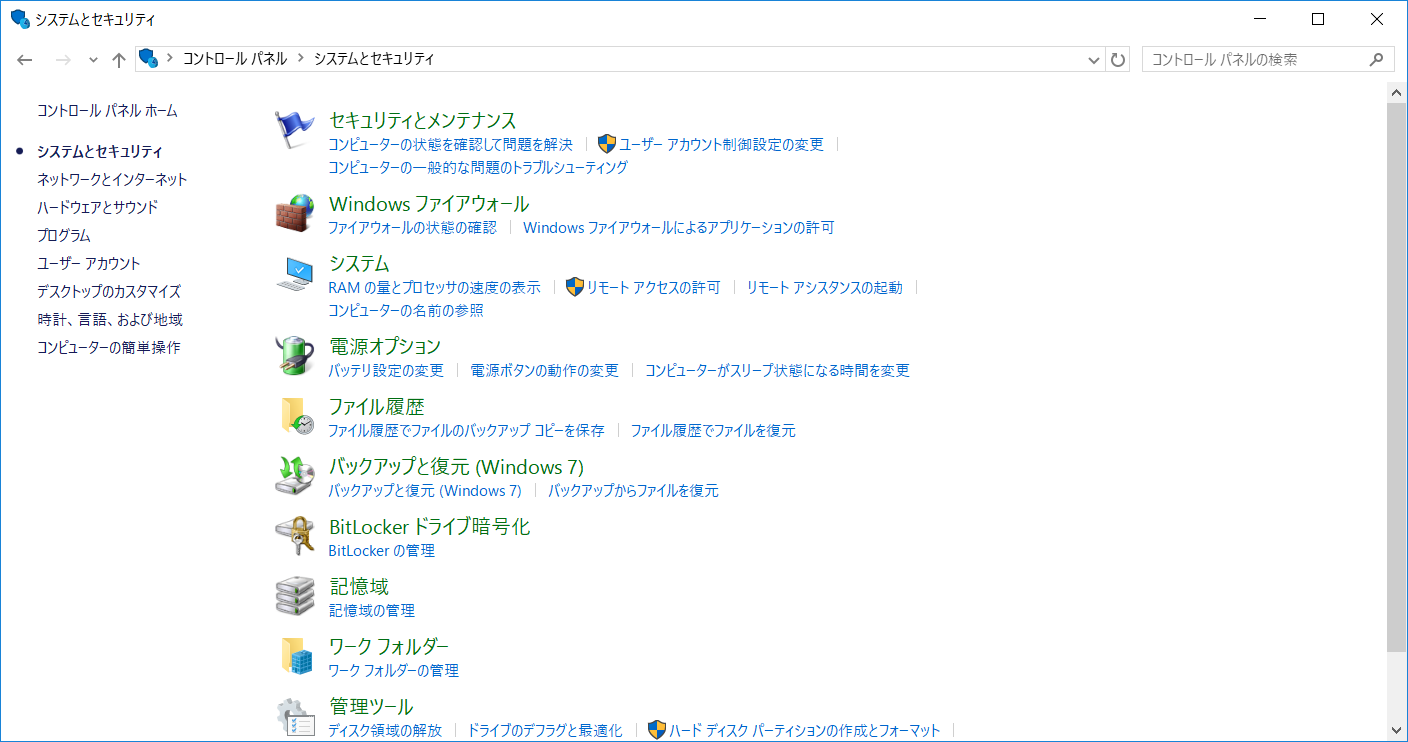 システムとセキュリティ
コントロール パネル システムとセキュリティ
コントロール パネルの検索
コントロール パネル ホーム
システムとセキュリティ
ネットワークとインターネット
ハードウェアとサウンド
プログラム
ユーザー アカウント
デスクトップのカスタマイズ
時計、言語、および地域
コンピューターの簡単操作
セキュリティとメンテナンス
コンピューターの状態を確認して問題を解決 ユーザー アカウント制御設定の変更
コンピューターの一般的な問題のトラブルシューティング
Windows ファイアウォール
ファイアウォールの状態の確認 Windows ファイアウォールによるアプリケーションの許可
システム
RAM の量とプロセッサの速度の表示 リモート アクセスの許可 リモート アシスタンスの起動
コンピューターの名前の参照
電源オプション
バッテリ設定の変更 電源ボタンの動作の変更 コンピューターがスリープ状態になる時間を変更
ファイル履歴
ファイル履歴でファイルのバックアップ コピーを保存 ファイル履歴でファイルを復元
バックアップと復元 (Windows 7)
バックアップと復元 (Windows 7) バックアップからファイルを復元
BitLocker ドライブ暗号化
BitLocker の管理
記憶域
記憶域の管理
ワーク フォルダー
ワーク フォルダーの管理
管理ツール
ディスク領域の解放 ドライブのデフラグと最適化 ハード ディスク パーティションの作成とフォーマット